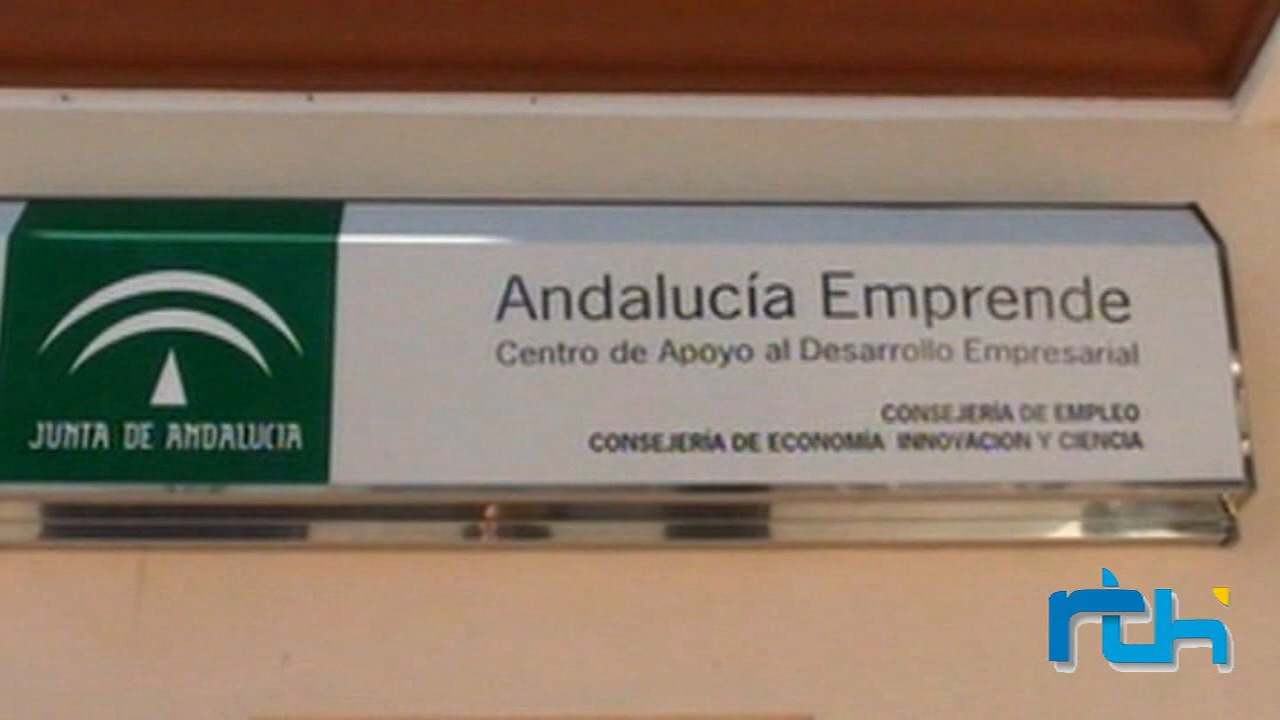 Andalucía Emprende
Centro de Apoyo al Desarrollo Empresarial
CONSEJERÍA DE EMPLEO
CONSEJERÍA DE ECONOMÍA INNOVACION Y CIENCIA
JUNTA DE ANDALUCIA
rth